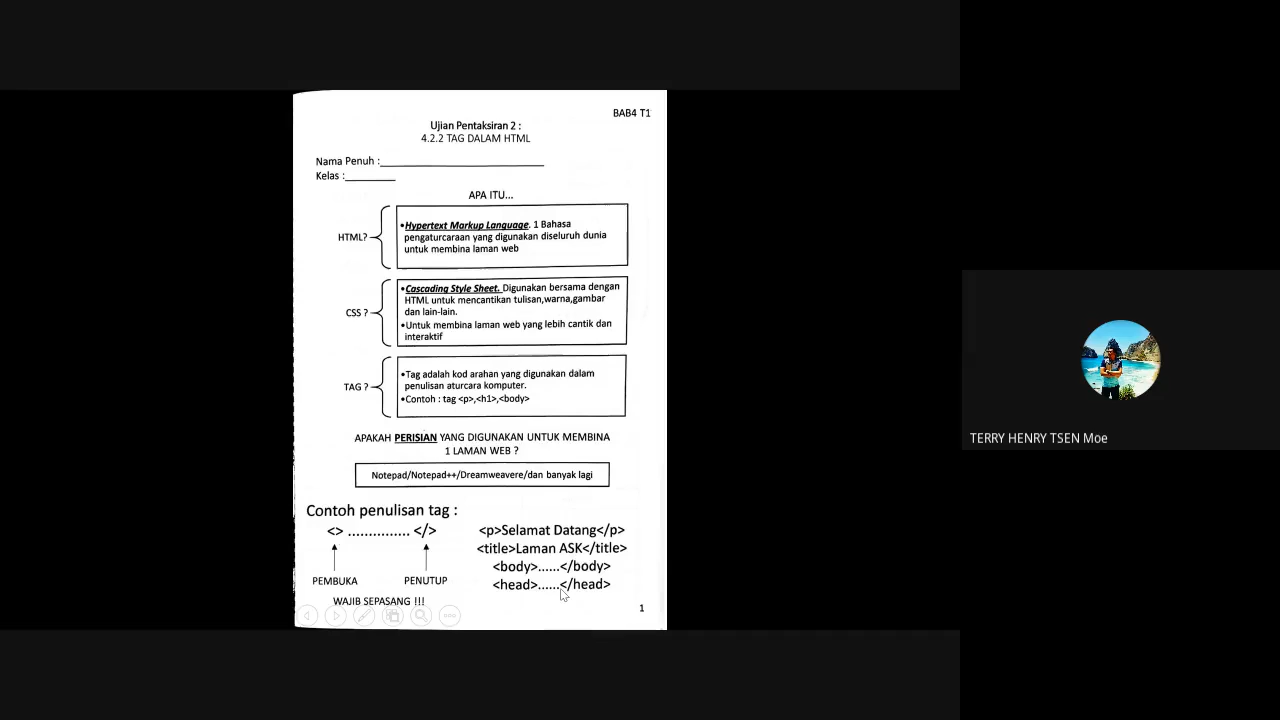 BAB4 T1
Ujian Pentaksiran 2 :
4.2.2 TAG DALAM HTML
Nama Penuh :
Kelas :
APA ITU...
HTML?
•Hypertext Markup Language. 1 Bahasa
pengaturcaraan yang digunakan diseluruh dunia
untuk membina laman web
CSS ?
•Cascading Style Sheet. Digunakan bersama dengan
HTML untuk mencantikan tulisan,warna,gambar
dan lain-lain.
•Untuk membina laman web yang lebih cantik dan
interaktif
TAG ?
•Tag adalah kod arahan yang digunakan dalam
penulisan aturcara komputer.
•Contoh : tag <p>,<h1>,<body>
APAKAH PERISIAN YANG DIGUNAKAN UNTUK MEMBINA
1 LAMAN WEB ?
Notepad/Notepad++/Dreamweavere/dan banyak lagi
Contoh penulisan tag :
<> ............... </>
PEMBUKA
PENUTUP
WAJIB SEPASANG !!!
<p>Selamat Datang</p>
<title>Laman ASK</title>
<body>......</body>
<head>......</head>
1
TERRY HENRY TSEN Moe